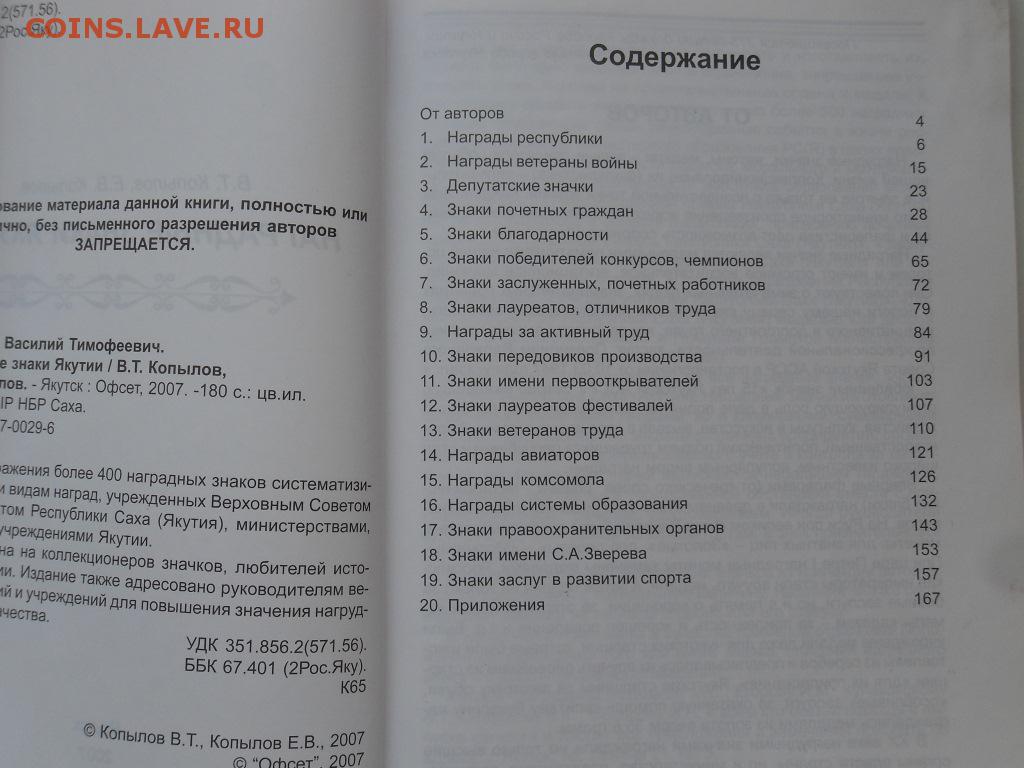 COINS.LAVE.RU
2(571.56).
ование материала данной книги, полностью или
чно, без письменного разрешения авторов
ЗАПРЕЩАЕТСЯ.
Василий Тимофеевич.
е знаки Якутии / В.Т. Копылов,
лов. - Якутск : Офсет, 2007. -180 с.: цв.ил.
IP НБР Саха.
7-0029-6
ражения более 400 наградных знаков систематизи-
и видам наград, учрежденных Верховным Советом
том Республики Саха (Якутия), министерствами,
учреждениями Якутии.
на на коллекционеров значков, любителей исто-
ии. Издание также адресовано руководителям ве-
ий и учреждений для повышения значения нагруд-
ачества.
УДК 351.856.2(571.56).
ББК 67.401 (2Рос.Яку).
К65
© Копылов В.Т., Копылов Е.В., 2007
© “Офсет”, 2007
Содержание
От авторов 4
1. Награды республики 6
2. Награды ветераны войны 15
3. Депутатские значки 23
4. Знаки почетных граждан 28
5. Знаки благодарности 44
6. Знаки победителей конкурсов, чемпионов 65
7. Знаки заслуженных, почетных работников 72
8. Знаки лауреатов, отличников труда 79
9. Награды за активный труд 84
10. Знаки передовиков производства 91
11. Знаки имени первооткрывателей 103
12. Знаки лауреатов фестивалей 107
13. Знаки ветеранов труда 110
14. Награды авиаторов 121
15. Награды комсомола 126
16. Награды системы образования 132
17. Знаки правоохранительных органов 143
18. Знаки имени С.А.Зверева 153
19. Знаки заслуг в развитии спорта 157
20. Приложения 167